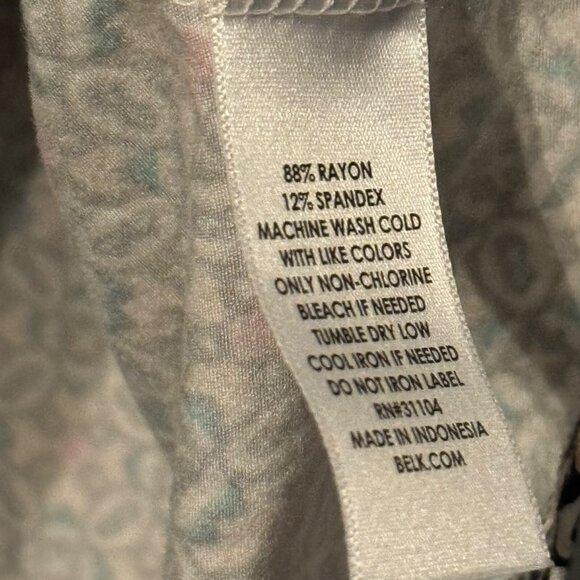 88% RAYON
12% SPANDEX
MACHINE WASH COLD
WITH LIKE COLORS
ONLY NON-CHLORINE
BLEACH IF NEEDED
TUMBLE DRY LOW
COOL IRON IF NEEDED
DO NOT IRON LABEL
RN#31104
MADE IN INDONESIA
BELK.COM